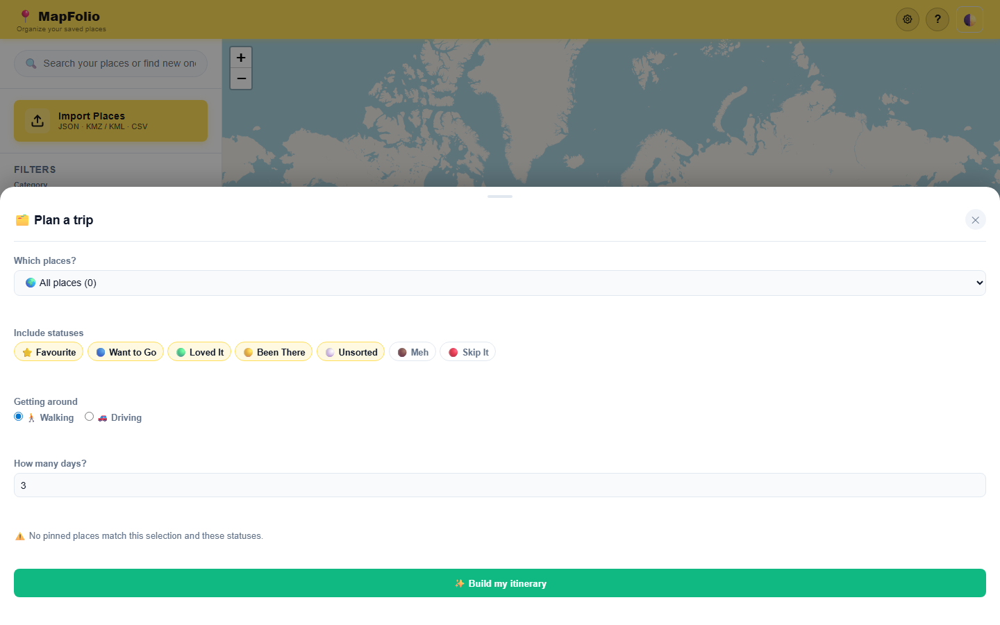 MapFolio
Organize your saved places
?
Search your places or find new one
Import Places
JSON · KMZ / KML · CSV
FILTERS
Category
+
−
Plan a trip
Which places?
All places (0)
Include statuses
Favourite Want to Go Loved It Been There Unsorted Meh Skip It
Getting around
Walking Driving
How many days?
3
No pinned places match this selection and these statuses.
Build my itinerary